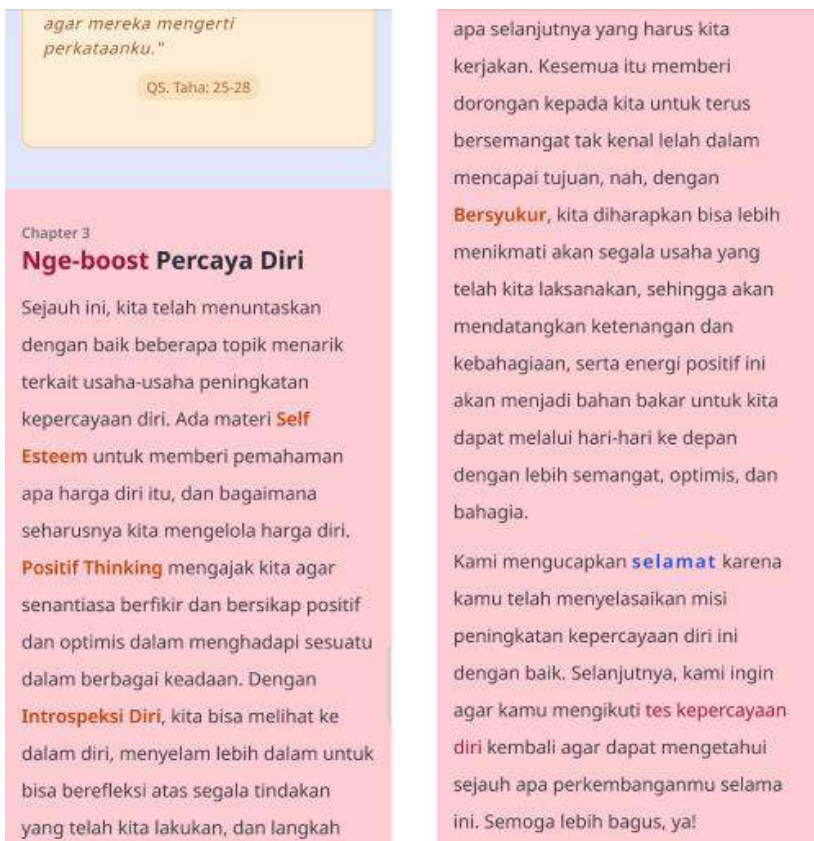 agar mereka mengerti
perkataanku."
QS. Taha: 25-28
Chapter 3
Nge-boost Percaya Diri
Sejauh ini, kita telah menuntaskan
dengan baik beberapa topik menarik
terkait usaha-usaha peningkatan
kepercayaan diri. Ada materi Self
Esteem untuk memberi pemahaman
apa harga diri itu, dan bagaimana
seharusnya kita mengelola harga diri.
Positif Thinking mengajak kita agar
senantiasa berfikir dan bersikap positif
dan optimis dalam menghadapi sesuatu
dalam berbagai keadaan. Dengan
Introspeksi Diri, kita bisa melihat ke
dalam diri, menyelam lebih dalam untuk
bisa berefleksi atas segala tindakan
yang telah kita lakukan, dan langkah
apa selanjutnya yang harus kita
kerjakan. Kesemua itu memberi
dorongan kepada kita untuk terus
bersemangat tak kenal lelah dalam
mencapai tujuan, nah, dengan
Bersyukur, kita diharapkan bisa lebih
menikmati akan segala usaha yang
telah kita laksanakan, sehingga akan
mendatangkan ketenangan dan
kebahagiaan, serta energi positif ini
akan menjadi bahan bakar untuk kita
dapat melalui hari-hari ke depan
dengan lebih semangat, optimis, dan
bahagia.
Kami mengucapkan selamat karena
kamu telah menyelasaikan misi
peningkatan kepercayaan diri ini
dengan baik. Selanjutnya, kami ingin
agar kamu mengikuti tes kepercayaan
diri kembali agar dapat mengetahui
sejauh apa perkembanganmu selama
ini. Semoga lebih bagus, ya!